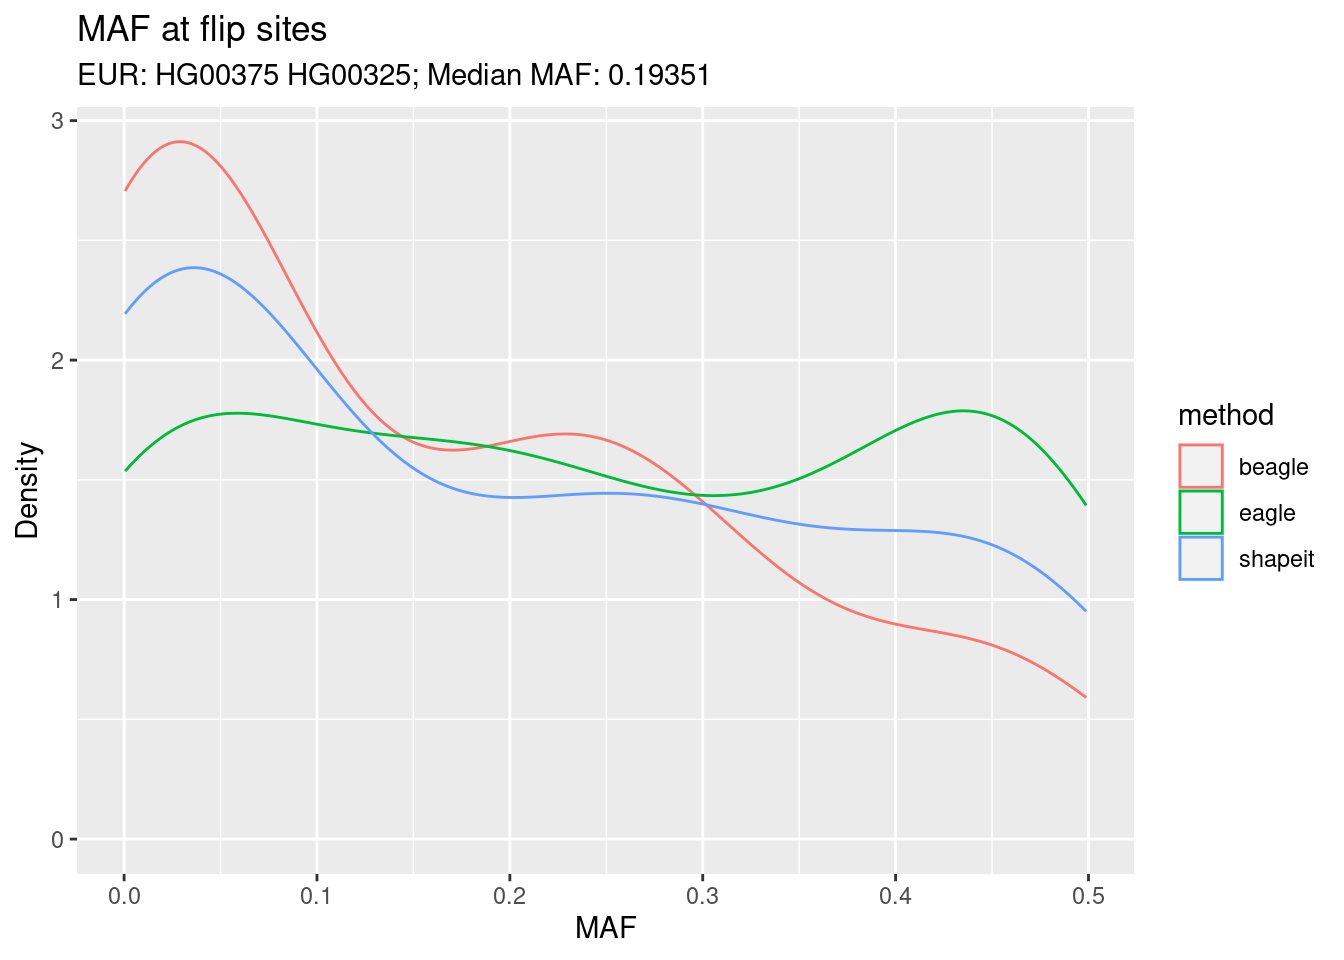 MAF at flip sites
EUR: HG00375 HG00325; Median MAF: 0.19351
3
2
1
0
Density
0.0 0.1 0.2 0.3 0.4 0.5
MAF
method
beagle
eagle
shapeit